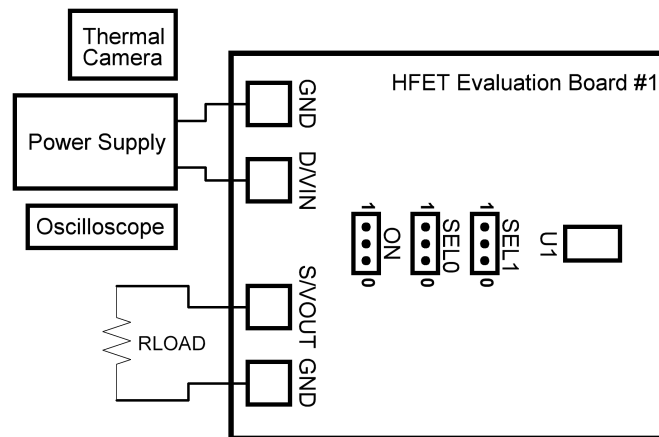 Thermal
Camera
HFET Evaluation Board #1
GND
Power Supply
D/VIN
1
1
1
ON
SEL0
SEL1
U1
0
0
0
Oscilloscope
S/VOUT
RLOAD
GND